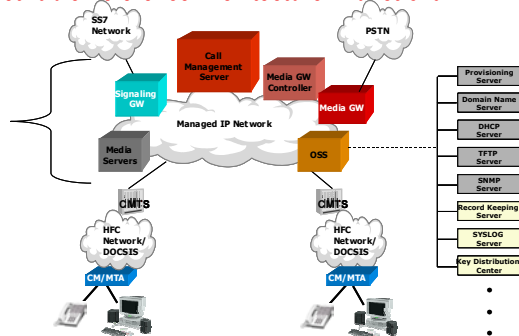 SS7
Network
PSTN
Call
Management
Server
Media GW
Controller
Signaling
GW
Media GW
Managed IP Network
Media
Servers
OSS
CMTS
CMTS
HFC
Network/
DOCSIS
HFC
Network/
DOCSIS
CM/MTA
CM/MTA
Provisioning
Server
Domain Name
Server
DHCP
Server
TFTP
Server
SNMP
Server
Record Keeping
Server
SYSLOG
Server
Key Distribution
Center